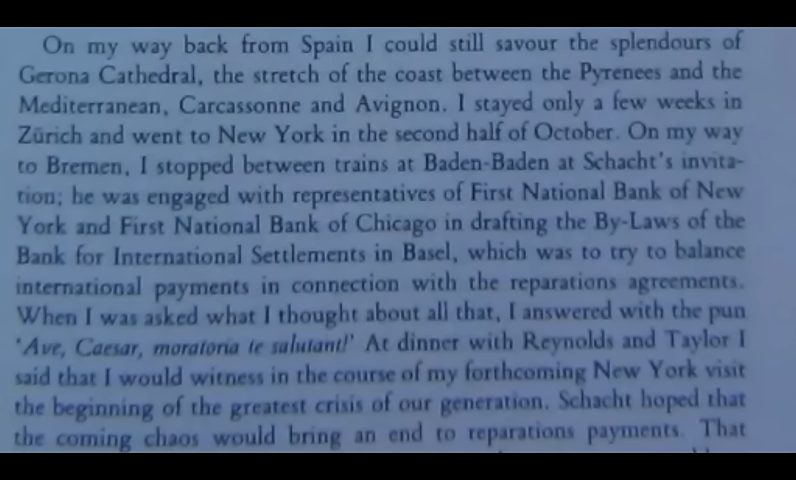 On my way back from Spain I could still savour the splendours of
Gerona Cathedral, the stretch of the coast between the Pyrenees and the
Mediterranean, Carcassonne and Avignon. I stayed only a few weeks in
Zürich and went to New York in the second half of October. On my way
to Bremen, I stopped between trains at Baden-Baden at Schacht's invita-
tion; he was engaged with representatives of First National Bank of New
York and First National Bank of Chicago in drafting the By-Laws of the
Bank for International Settlements in Basel, which was to try to balance
international payments in connection with the reparations agreements.
When I was asked what I thought about all that, I answered with the pun
'Ave, Caesar, moratoria te salutant!' At dinner with Reynolds and Taylor I
said that I would witness in the course of my forthcoming New York visit
the beginning of the greatest crisis of our generation. Schacht hoped that
the coming chaos would bring an end to reparations payments. That